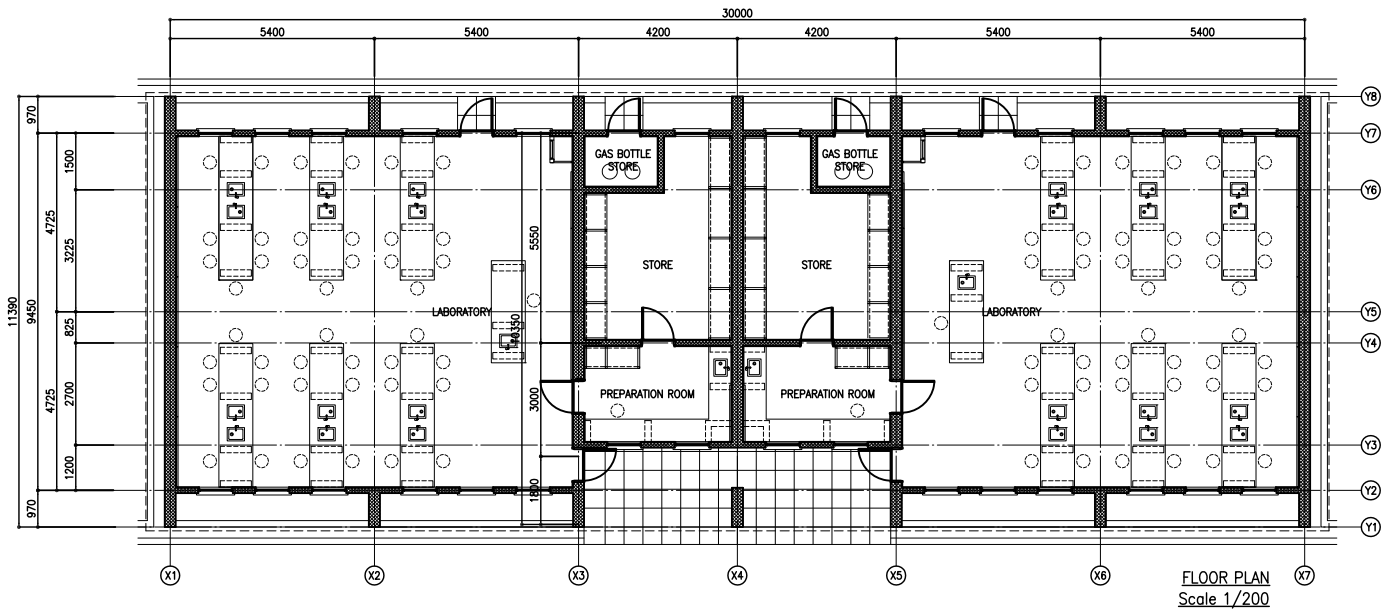 30000
5400 5400 4200 4200 5400 5400
Y8
970
Y7
1500
GAS BOTTLE
STORE
GAS BOTTLE
STORE
Y6
4725
3225
5550
STORE
STORE
11390
9450
LABORATORY
LABORATORY
Y5
825
10350
Y4
4725
2700
3000
PREPARATION ROOM
PREPARATION ROOM
Y3
1200
1800
Y2
970
Y1
X1 X2 X3 X4 X5 X6 X7
FLOOR PLAN
Scale 1/200